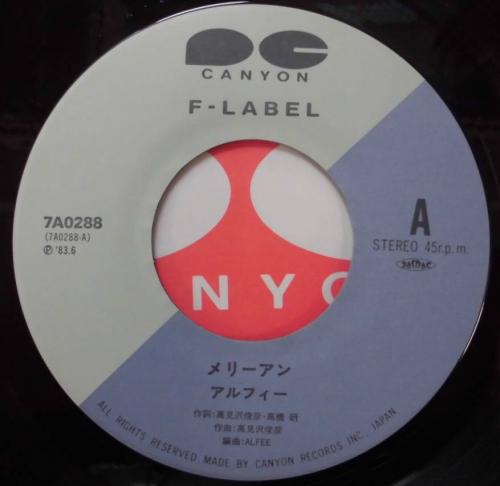 PC
CANYON
F-LABEL
7A0288
(7A0288-A)
Ⓟ '83.6
A
STEREO 45r.p.m.
JASRAC
NYC
メリーアン
アルフィー
作詞:高見沢俊彦・高橋 研
作曲:高見沢俊彦
編曲:ALFEE
ALL RIGHTS RESERVED. MADE BY CANYON RECORDS INC. JAPAN